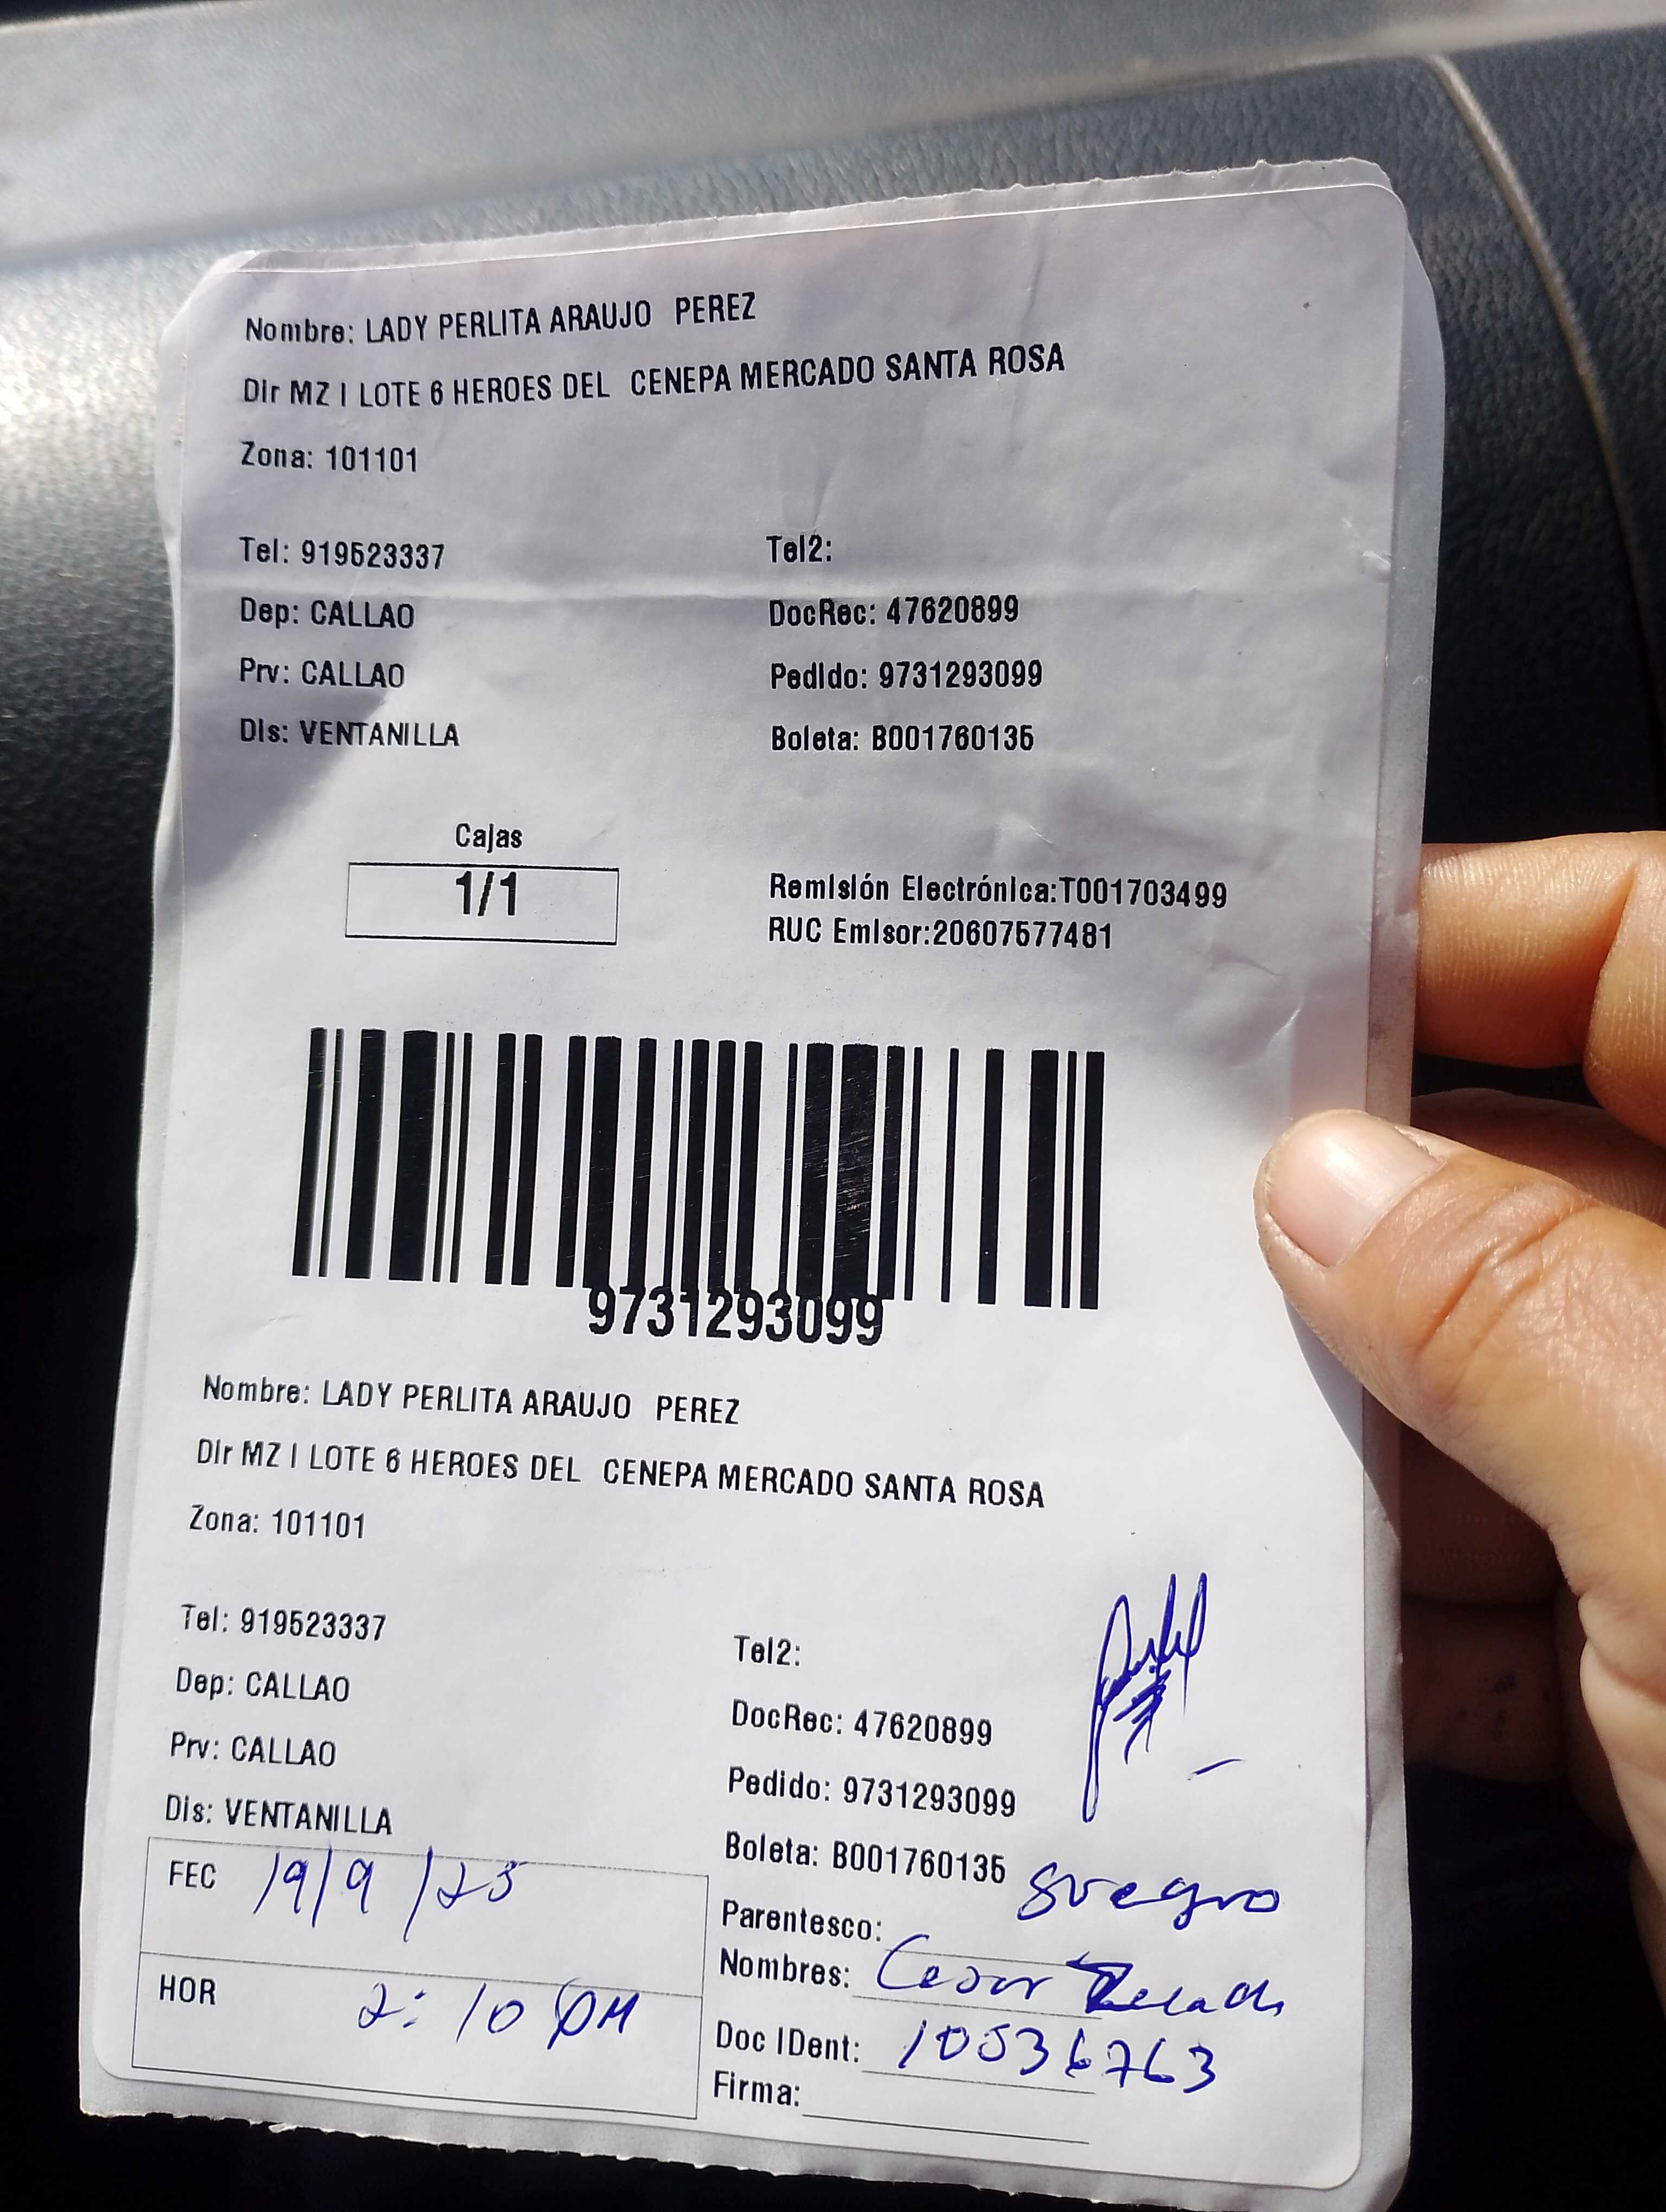 Nombre: LADY PERLITA ARAUJO PEREZ
Dir MZ I LOTE 6 HEROES DEL CENEPA MERCADO SANTA ROSA
Zona: 101101
Tel: 919523337
Tel2:
Dep: CALLAO
DocRec: 47620899
Prv: CALLAO
Pedido: 9731293099
Dis: VENTANILLA
Boleta: B001760135
Cajas
1/1
Remisión Electrónica:T001703499
RUC Emisor:20607577481
9731293099
Nombre: LADY PERLITA ARAUJO PEREZ
Dir MZ I LOTE 6 HEROES DEL CENEPA MERCADO SANTA ROSA
Zona: 101101
Tel: 919523337
Tel2:
Dep: CALLAO
DocRec: 47620899
Prv: CALLAO
Pedido: 9731293099
Dis: VENTANILLA
Boleta: B001760135
FEC 19/9/25
Parentesco: suegro
Nombres: Cesar
HOR 2:10 PM
Doc IDent: 10536763
Firma: